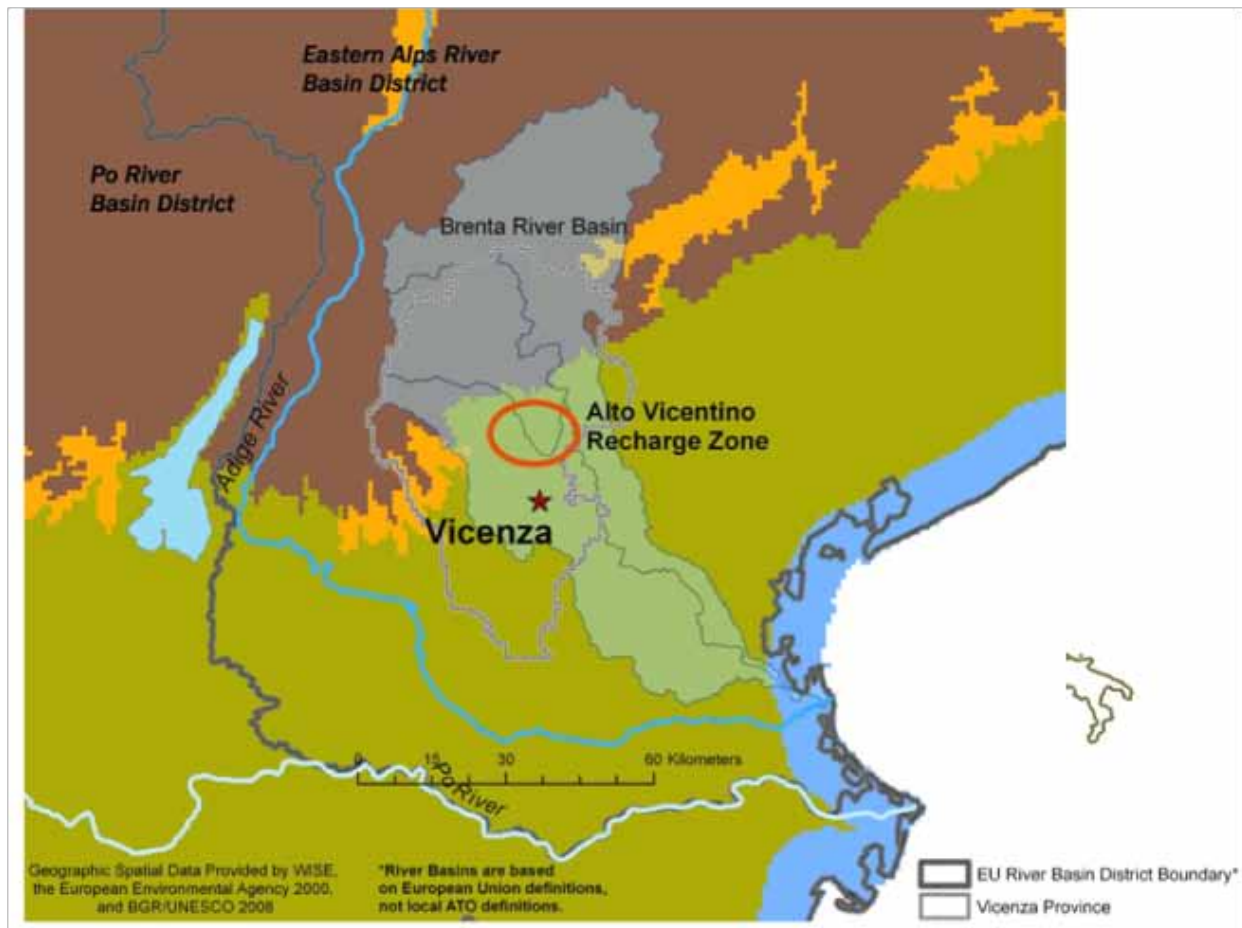 Eastern Alps River
Basin District
Po River
Basin District
Brenta River Basin
Adige River
Alto Vicentino
Recharge Zone
Vicenza
0 15 30 60 Kilometers
Po River
Geographic Spatial Data Provided by WISE,
the European Environmental Agency 2000,
and BGR/UNESCO 2008
*River Basins are based
on European Union definitions,
not local ATO definitions.
EU River Basin District Boundary*
Vicenza Province